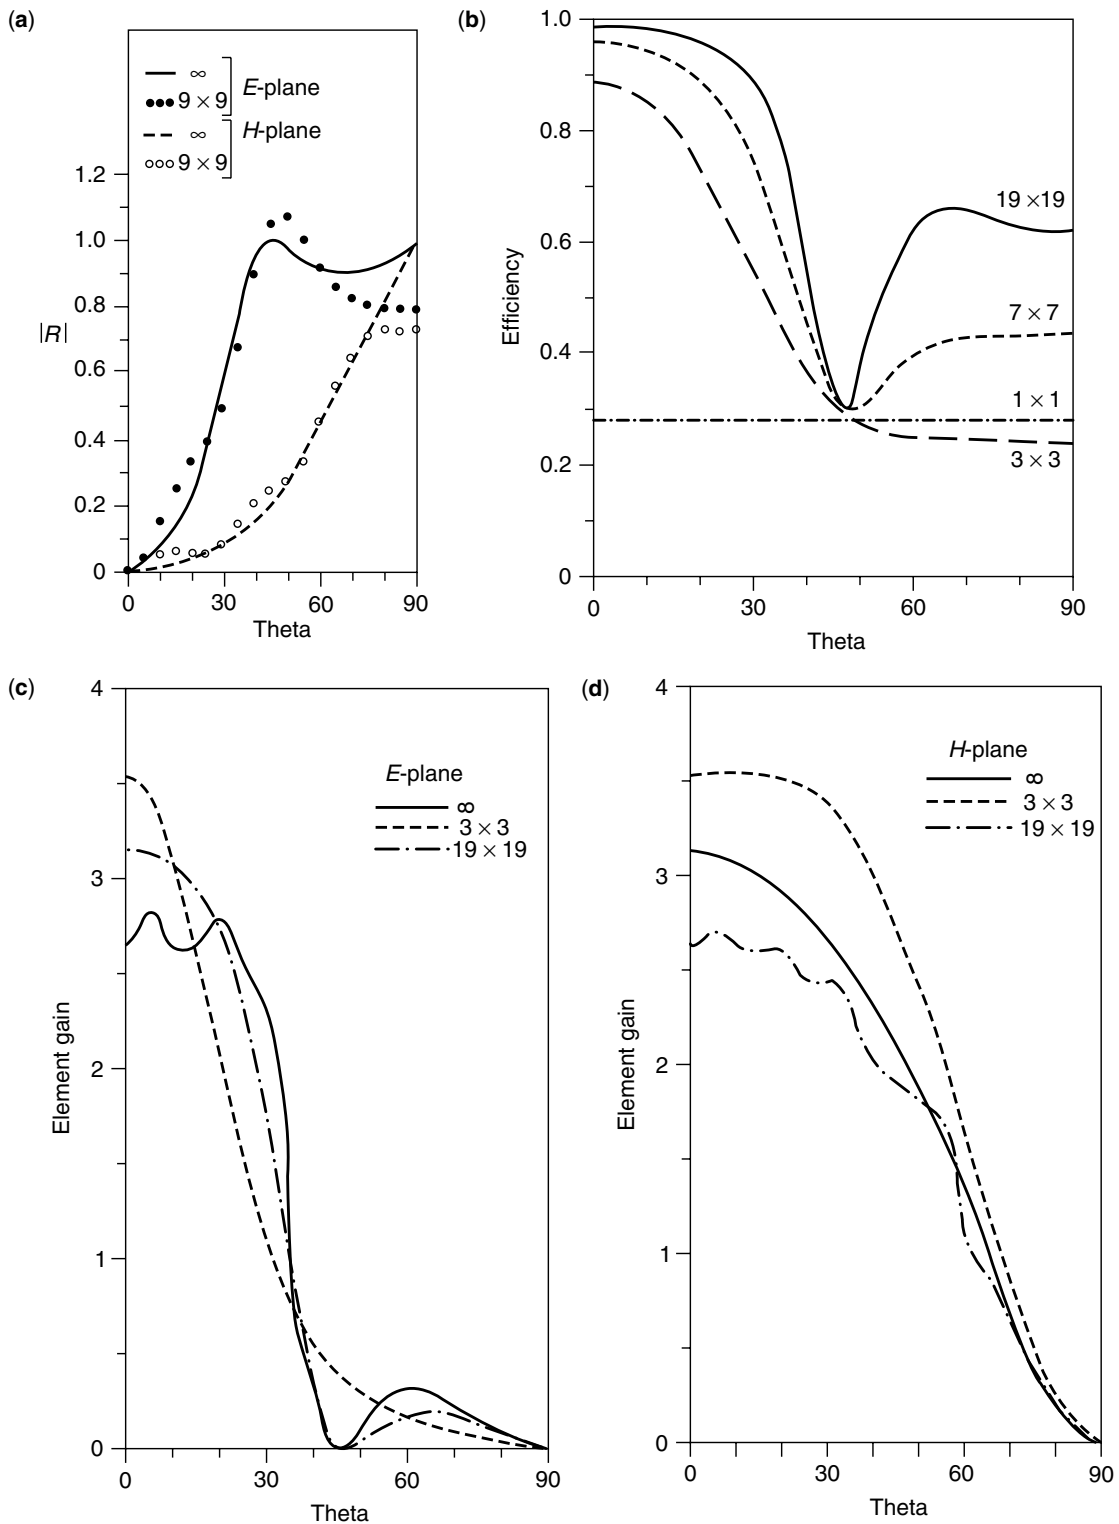 (a)
∞
9 × 9
E-plane
∞
9 × 9
H-plane
1.2
1.0
0.8
0.6
0.4
0.2
0
|R|
0 30 60 90
Theta
(b)
1.0
0.8
0.6
0.4
0.2
0
Efficiency
19 ×19
7 × 7
1 × 1
3 × 3
0 30 60 90
Theta
(c)
4
3
2
1
0
Element gain
E-plane
∞
3 × 3
19 × 19
0 30 60 90
Theta
(d)
4
3
2
1
0
Element gain
H-plane
∞
3 × 3
19 × 19
0 30 60 90
Theta